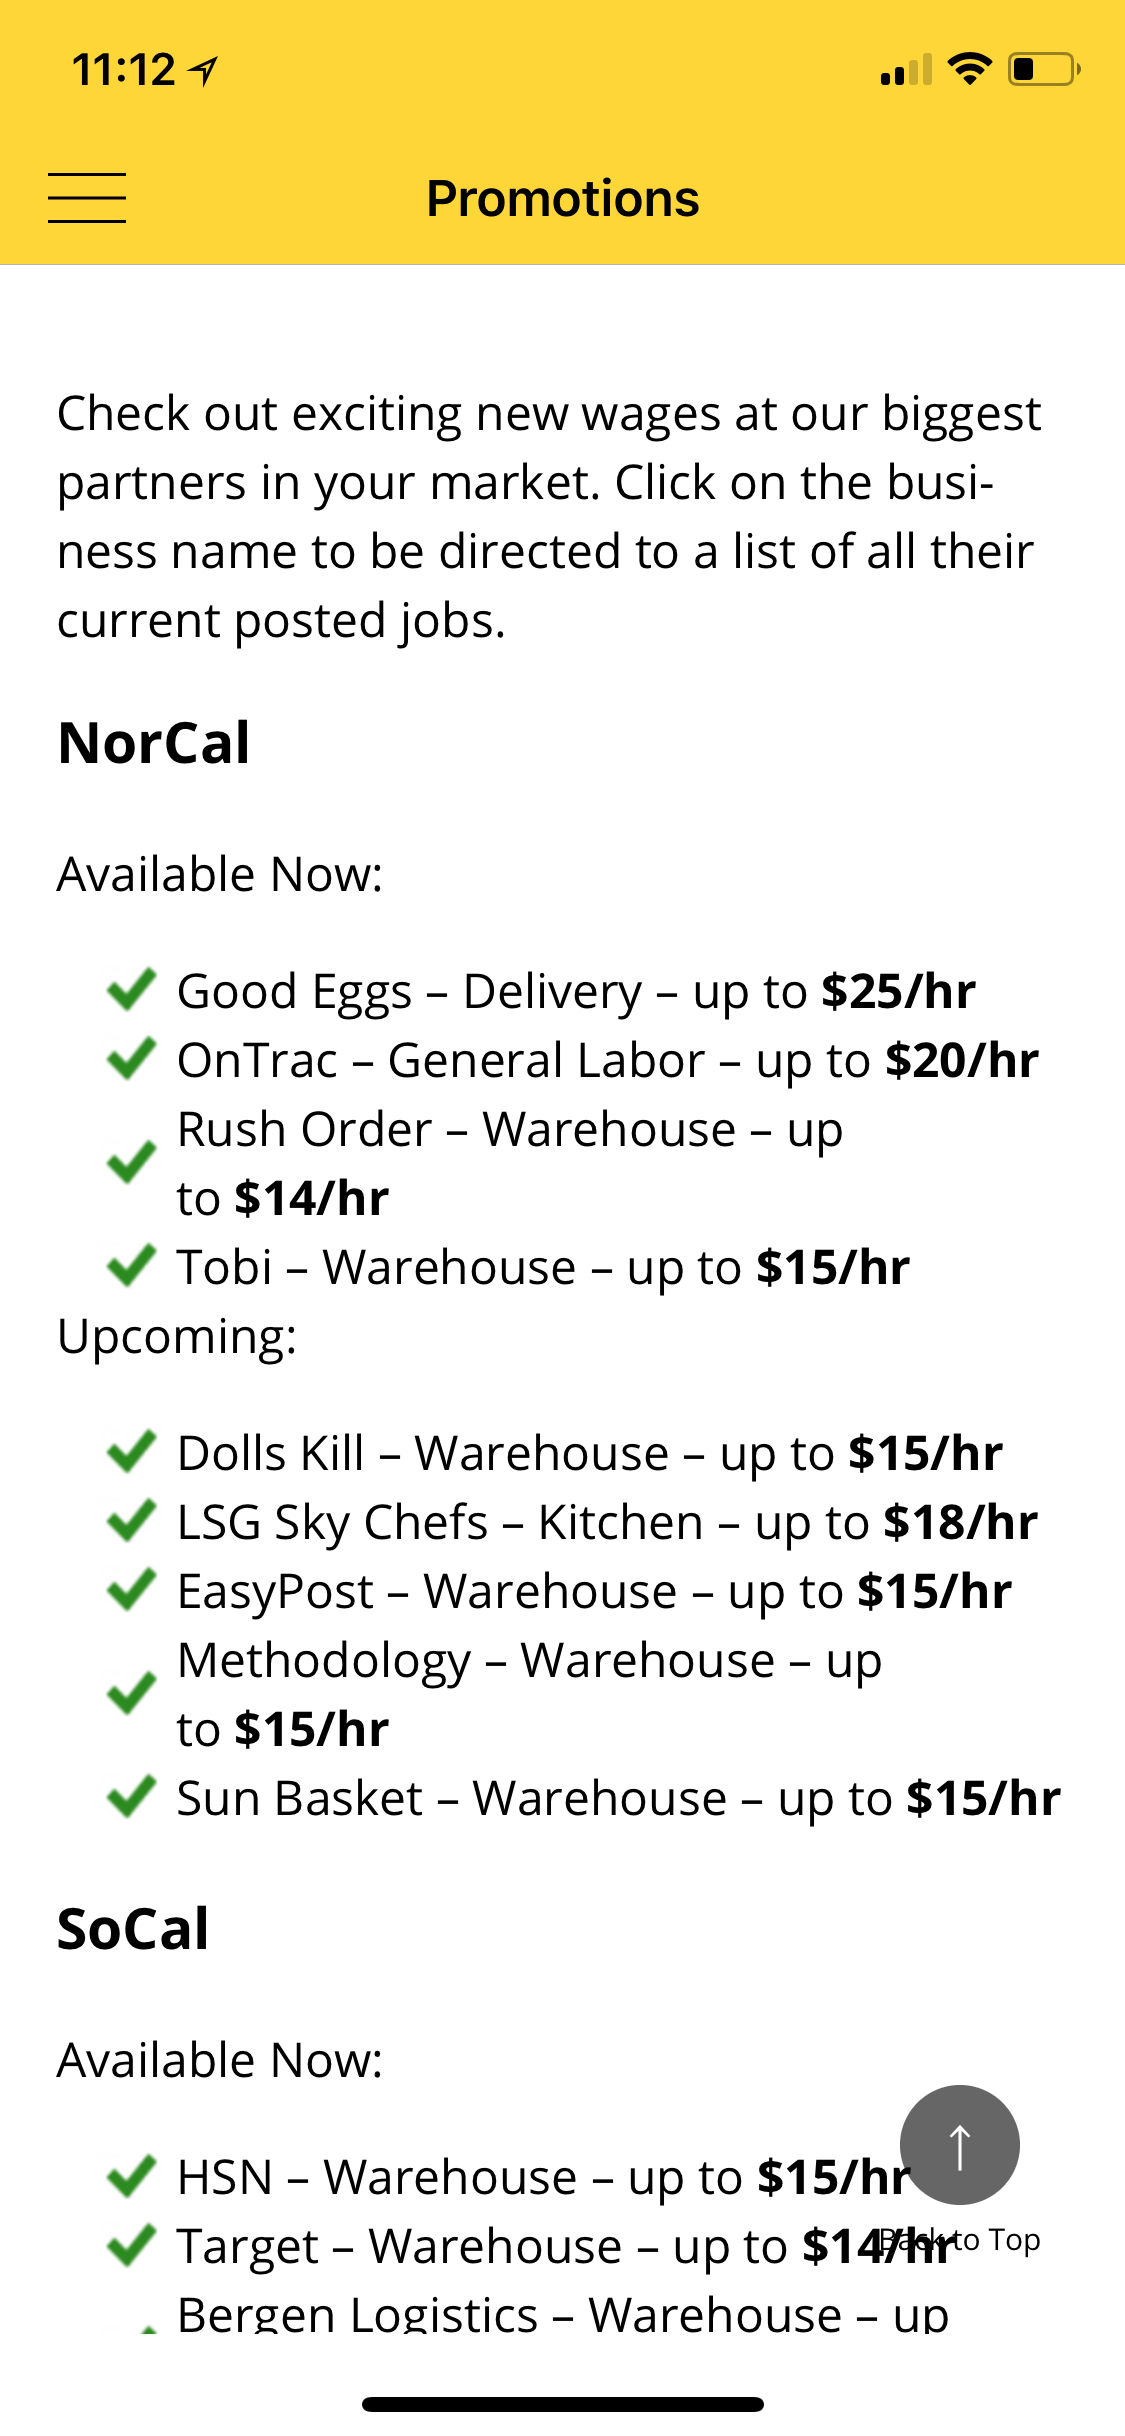 11:12
Promotions
Check out exciting new wages at our biggest
partners in your market. Click on the busi-
ness name to be directed to a list of all their
current posted jobs.
NorCal
Available Now:
Good Eggs – Delivery – up to $25/hr
OnTrac – General Labor – up to $20/hr
Rush Order – Warehouse – up
to $14/hr
Tobi – Warehouse – up to $15/hr
Upcoming:
Dolls Kill – Warehouse – up to $15/hr
LSG Sky Chefs – Kitchen – up to $18/hr
EasyPost – Warehouse – up to $15/hr
Methodology – Warehouse – up
to $15/hr
Sun Basket – Warehouse – up to $15/hr
SoCal
Available Now:
HSN – Warehouse – up to $15/hr
Target – Warehouse – up to $14/hr
Back to Top
Bergen Logistics – Warehouse – up